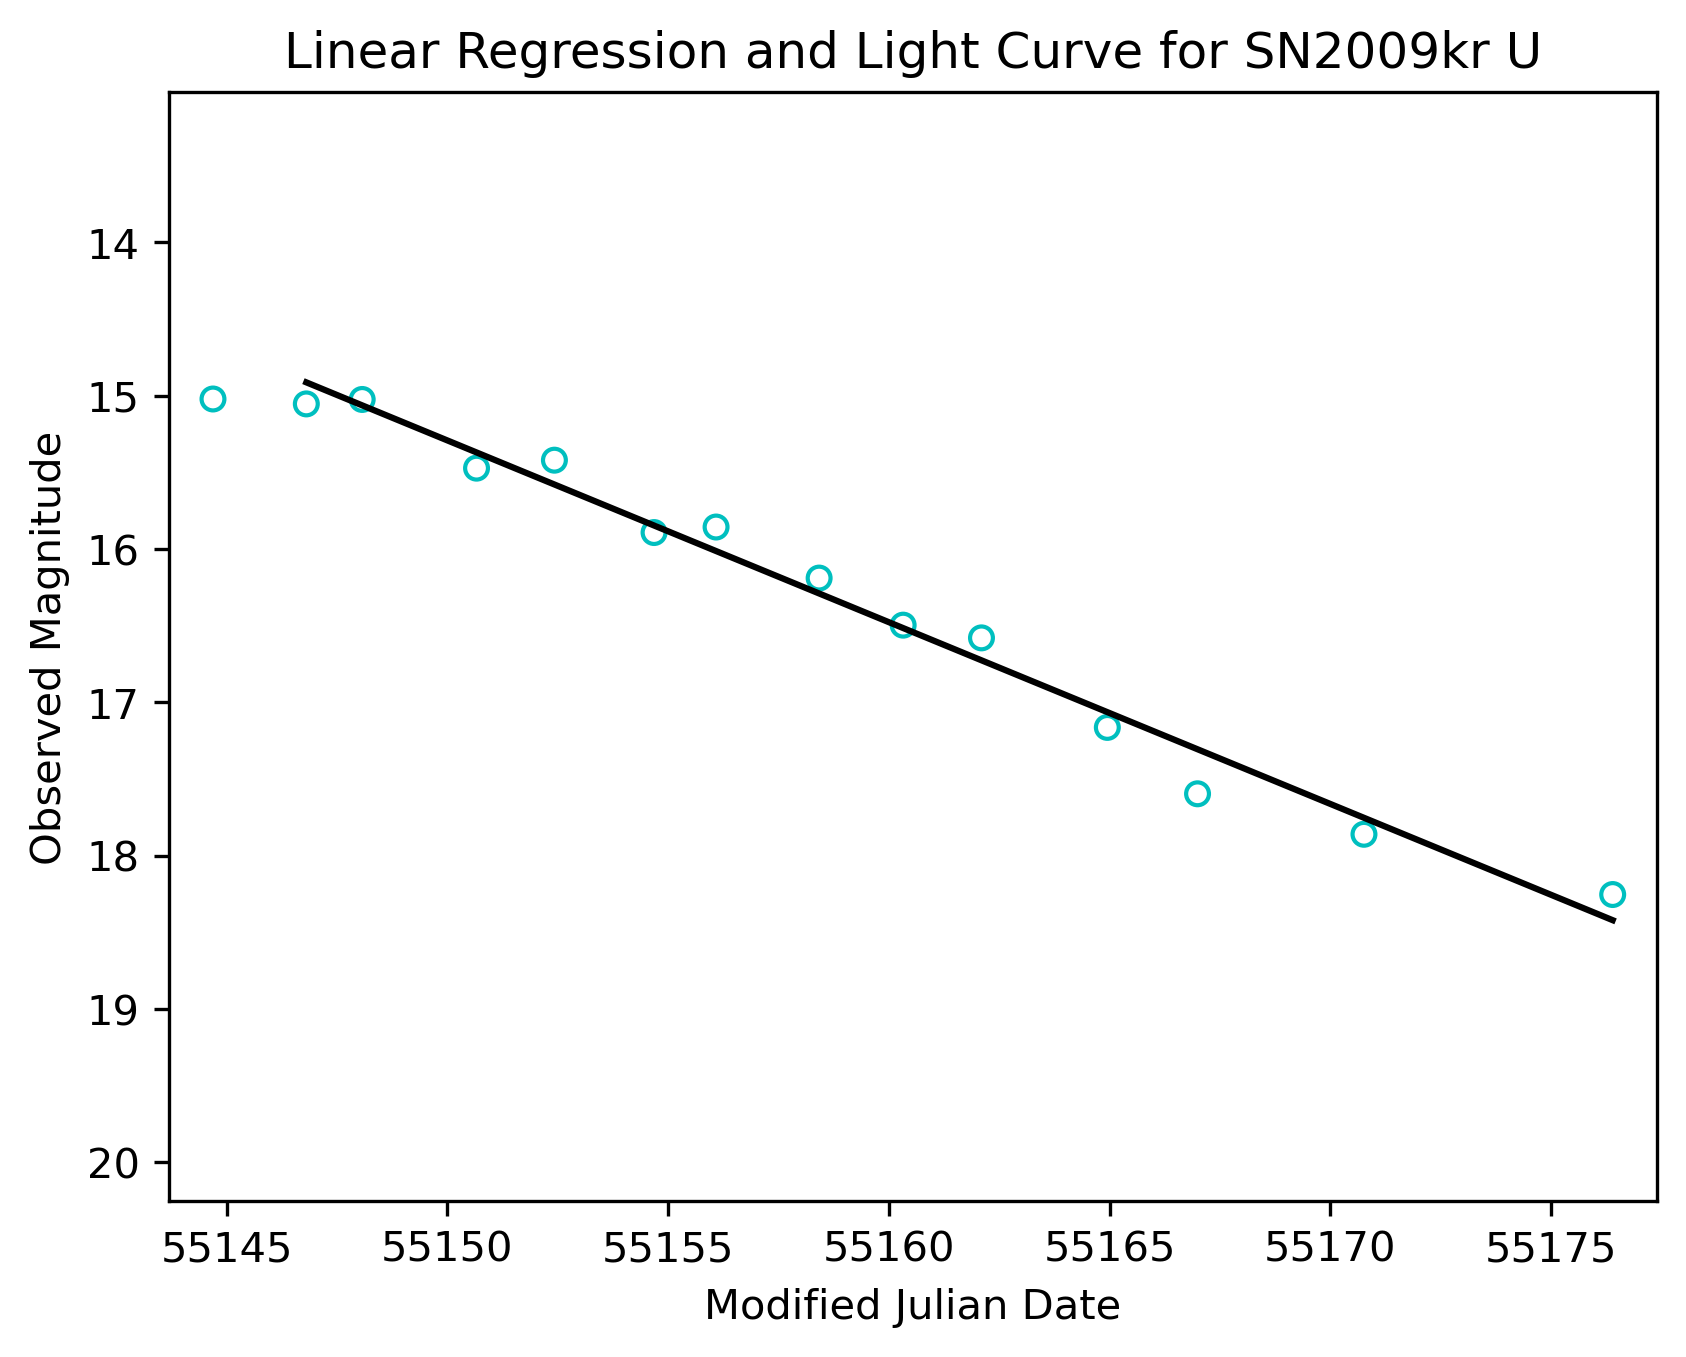 Linear Regression and Light Curve for SN2009kr U
Observed Magnitude
14
15
16
17
18
19
20
55145 55150 55155 55160 55165 55170 55175
Modified Julian Date